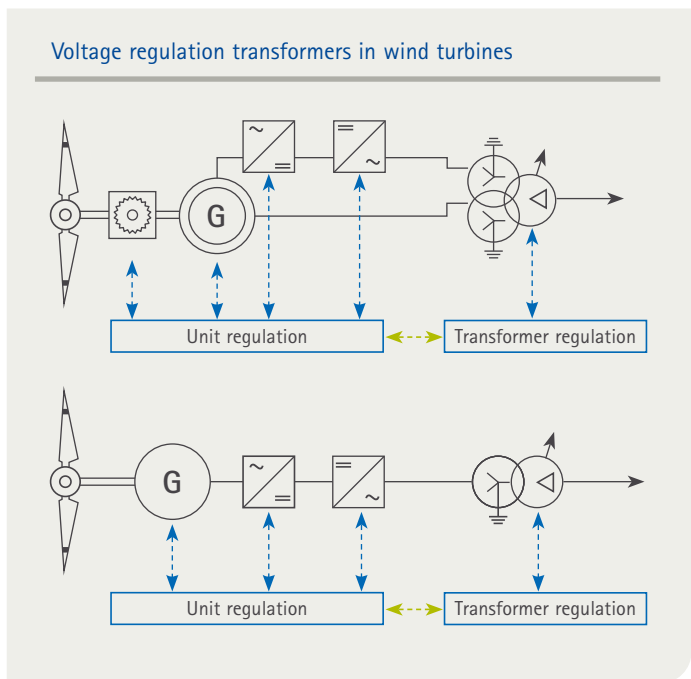 Voltage regulation transformers in wind turbines
G
Unit regulation
Transformer regulation
G
Unit regulation
Transformer regulation